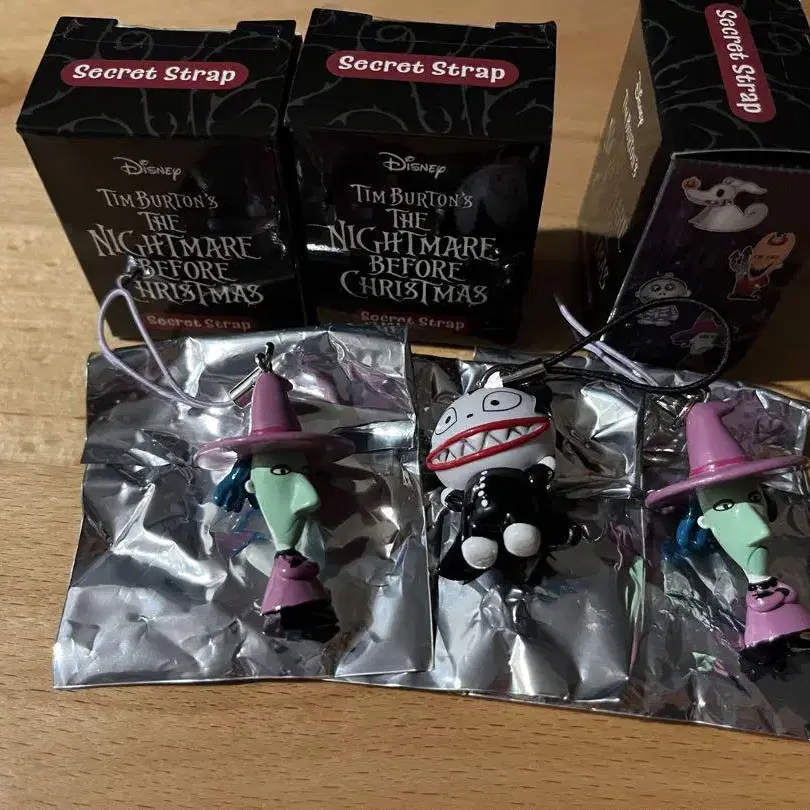 Secret Strap
Disney
TIM BURTON'S
THE
NIGHTMARE
BEFORE
CHRISTMAS
Secret Strap
Secret Strap
Disney
TIM BURTON'S
THE
NIGHTMARE
BEFORE
CHRISTMAS
Secret Strap
Secret Strap
Disney